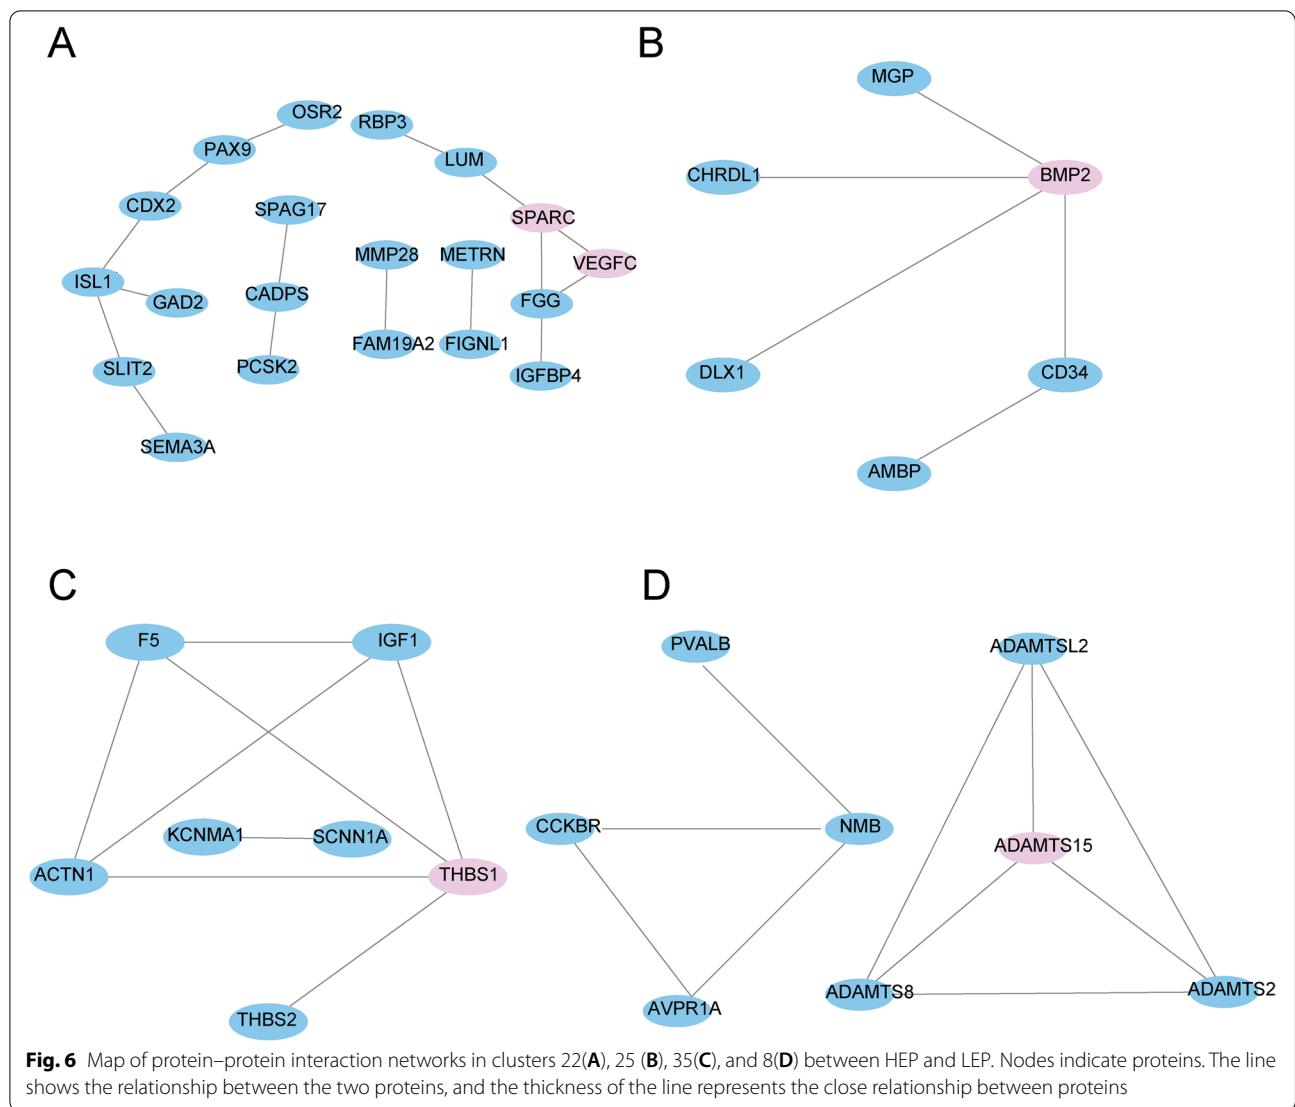 A
B
OSR2
RBP3
PAX9
LUM
CDX2
SPAG17
SPARC
MMP28
METRN
VEGFC
ISL1
GAD2
CADPS
FGG
FAM19A2
FIGNL1
SLIT2
PCSK2
IGFBP4
SEMA3A
MGP
CHRDL1
BMP2
DLX1
CD34
AMBP
C
D
F5
IGF1
KCNMA1
SCNN1A
ACTN1
THBS1
THBS2
PVALB
CCKBR
NMB
AVPR1A
ADAMTSL2
ADAMTS15
ADAMTS8
ADAMTS2
Fig. 6 Map of protein–protein interaction networks in clusters 22(A), 25 (B), 35(C), and 8(D) between HEP and LEP. Nodes indicate proteins. The line
shows the relationship between the two proteins, and the thickness of the line represents the close relationship between proteins